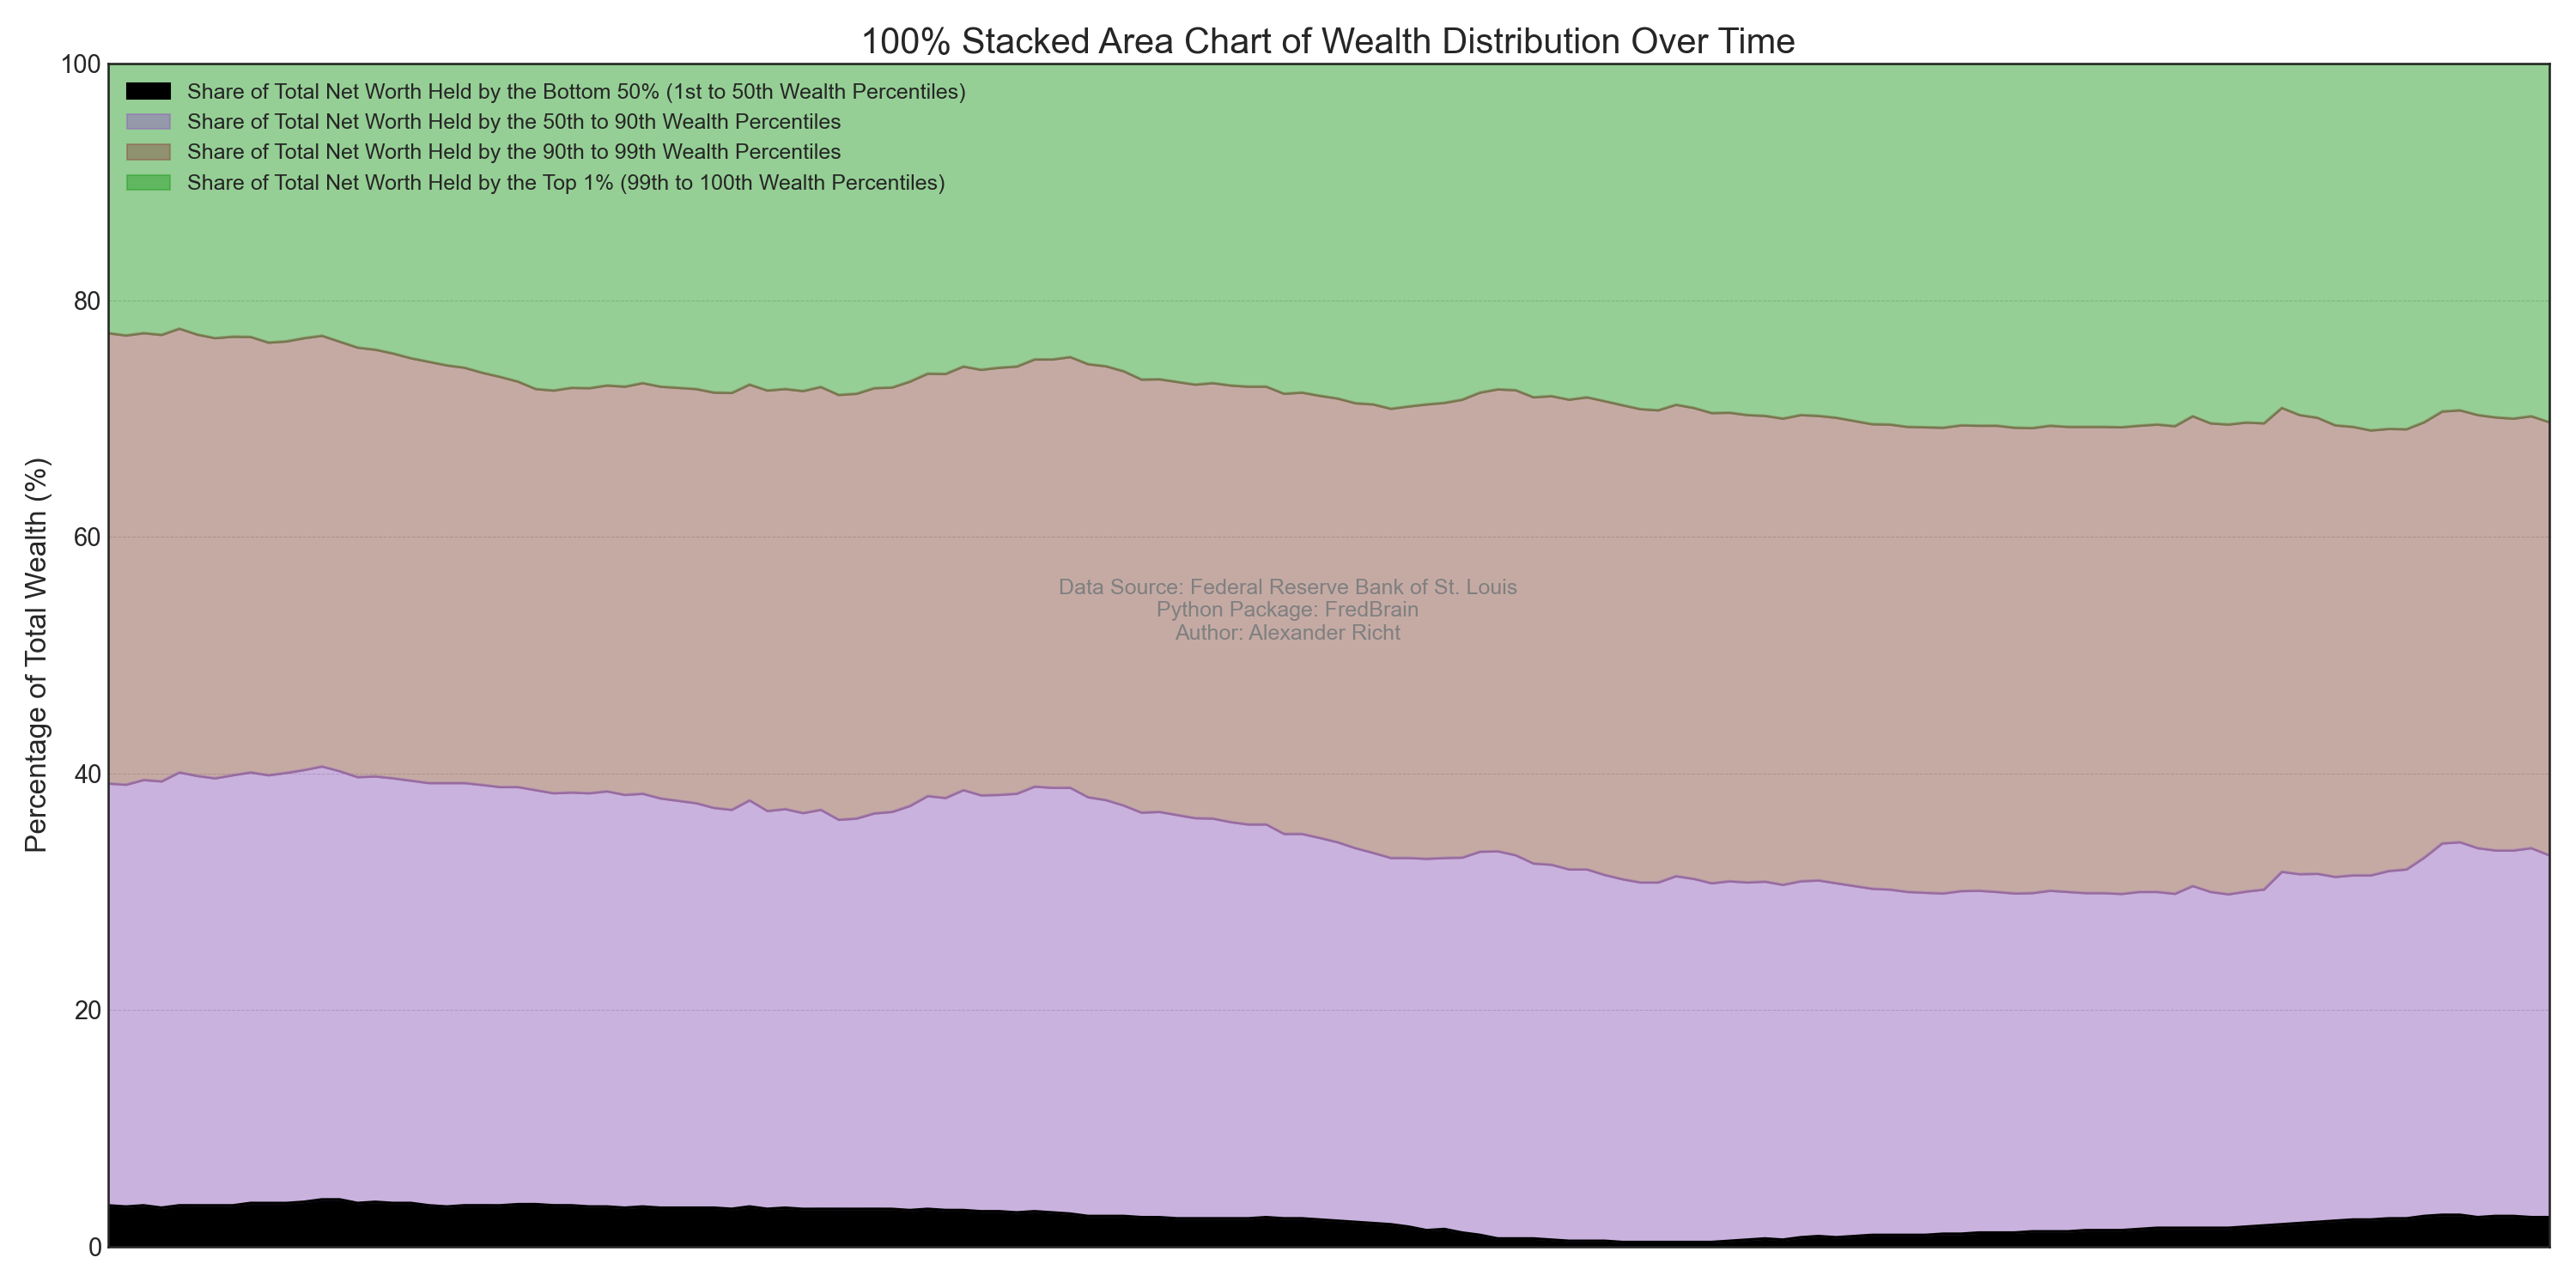 100% Stacked Area Chart of Wealth Distribution Over Time
Percentage of Total Wealth (%)
100
80
60
40
20
0
Share of Total Net Worth Held by the Bottom 50% (1st to 50th Wealth Percentiles)
Share of Total Net Worth Held by the 50th to 90th Wealth Percentiles
Share of Total Net Worth Held by the 90th to 99th Wealth Percentiles
Share of Total Net Worth Held by the Top 1% (99th to 100th Wealth Percentiles)
Data Source: Federal Reserve Bank of St. Louis
Python Package: FredBrain
Author: Alexander Richt